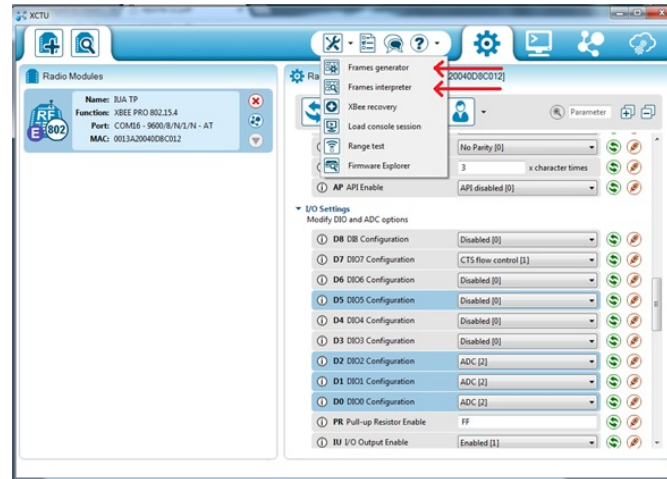 XCTU
Radio Modules
Name: IUA TP
Function: XBEE PRO 802.15.4
Port: COM16 - 9600/8/N/1/N - AT
MAC: 0013A20040D8C012
RF
E 802
Ra
20040D8C012]
Frames generator
Frames interpreter
XBee recovery
Load console session
Range test
Firmware Explorer
Parameter
No Parity [0]
3 x character times
AP API Enable API disabled [0]
I/O Settings
Modify DIO and ADC options
D8 DI8 Configuration Disabled [0]
D7 DIO7 Configuration CTS flow control [1]
D6 DIO6 Configuration Disabled [0]
D5 DIO5 Configuration Disabled [0]
D4 DIO4 Configuration Disabled [0]
D3 DIO3 Configuration Disabled [0]
D2 DIO2 Configuration ADC [2]
D1 DIO1 Configuration ADC [2]
D0 DIO0 Configuration ADC [2]
PR Pull-up Resistor Enable FF
IU I/O Output Enable Enabled [1]